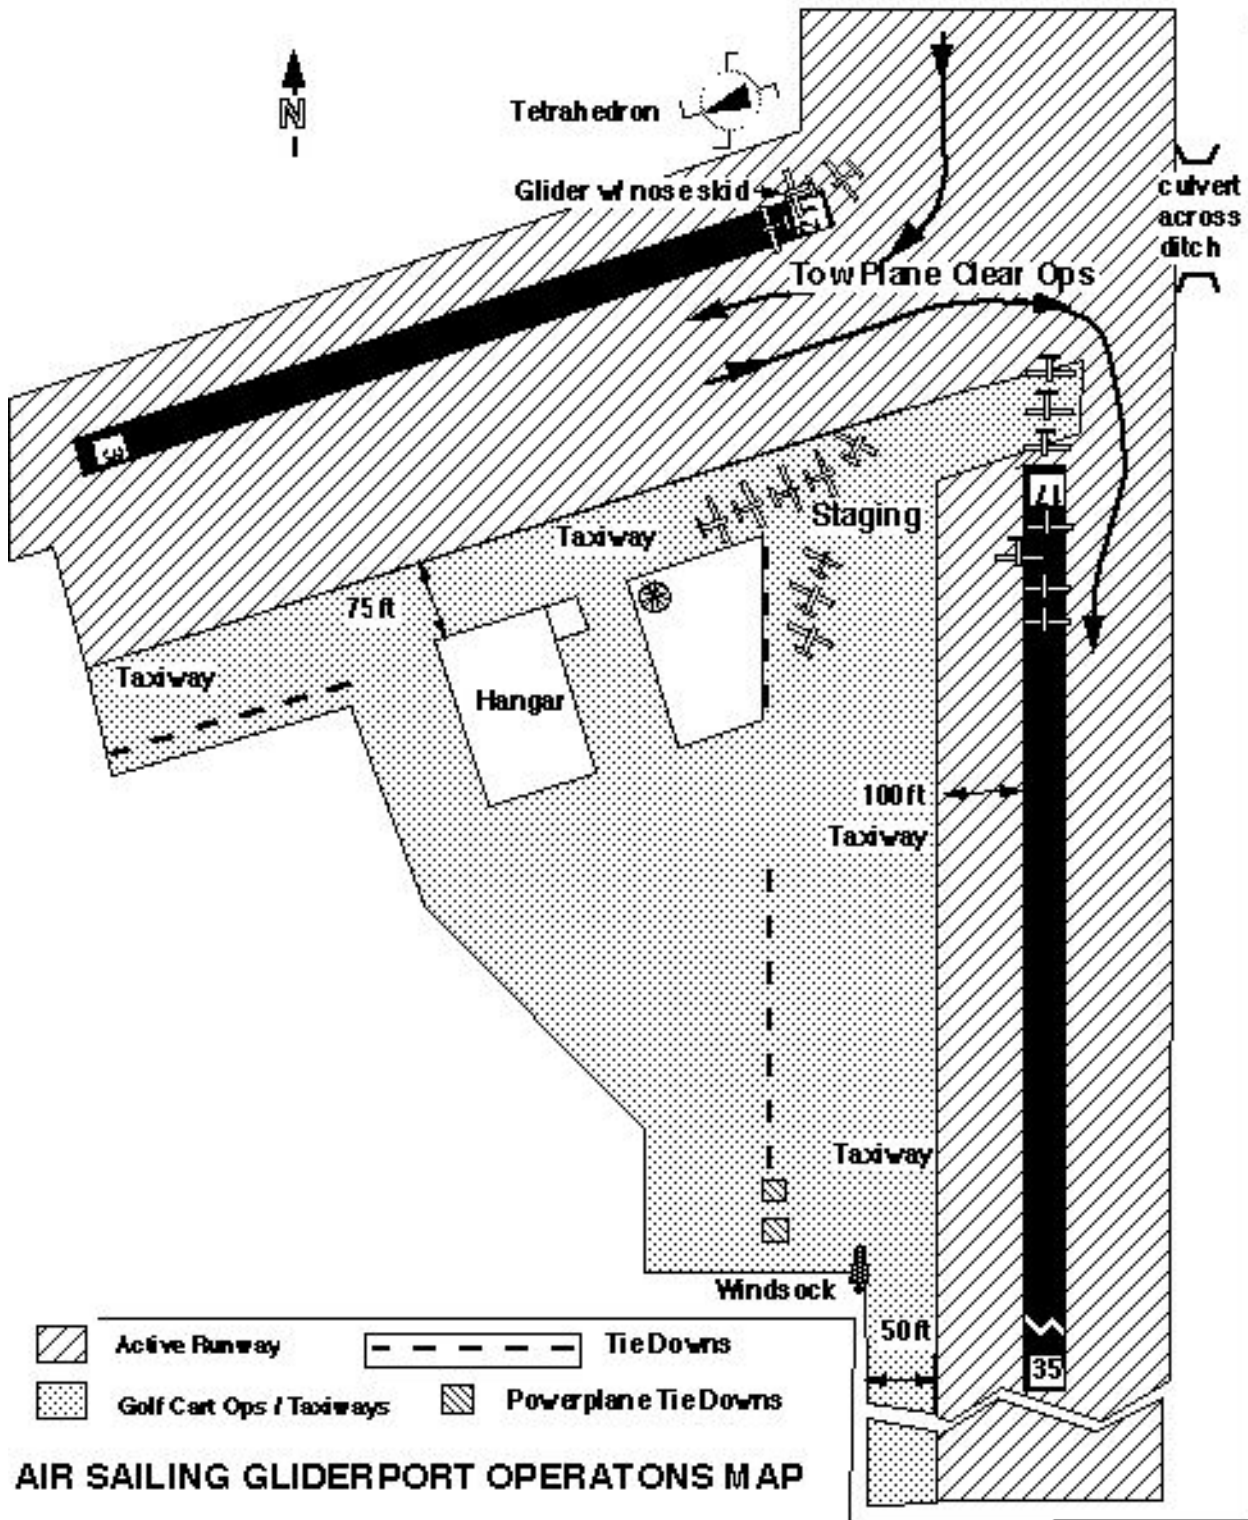 N
Tetrahedron
Glider w/ nose skid
culvert
across
ditch
Tow Plane Clear Ops
17
Staging
Taxiway
75 ft
Taxiway
Hangar
100 ft
Taxiway
Taxiway
Windsock
50 ft
35
Active Runway
Tie Downs
Golf Cart Ops / Taxiways
Powerplane Tie Downs
AIR SAILING GLIDERPORT OPERATONS MAP